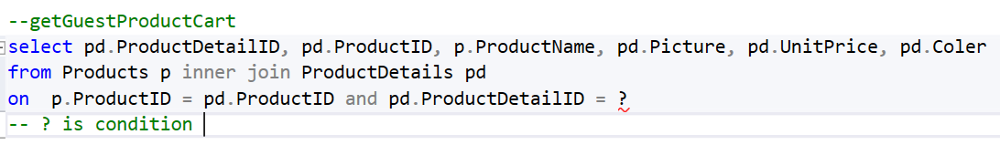 --getGuestProductCart
select pd.ProductDetailID, pd.ProductID, p.ProductName, pd.Picture, pd.UnitPrice, pd.Coler
from Products p inner join ProductDetails pd
on  p.ProductID = pd.ProductID and pd.ProductDetailID = ?
-- ? is condition